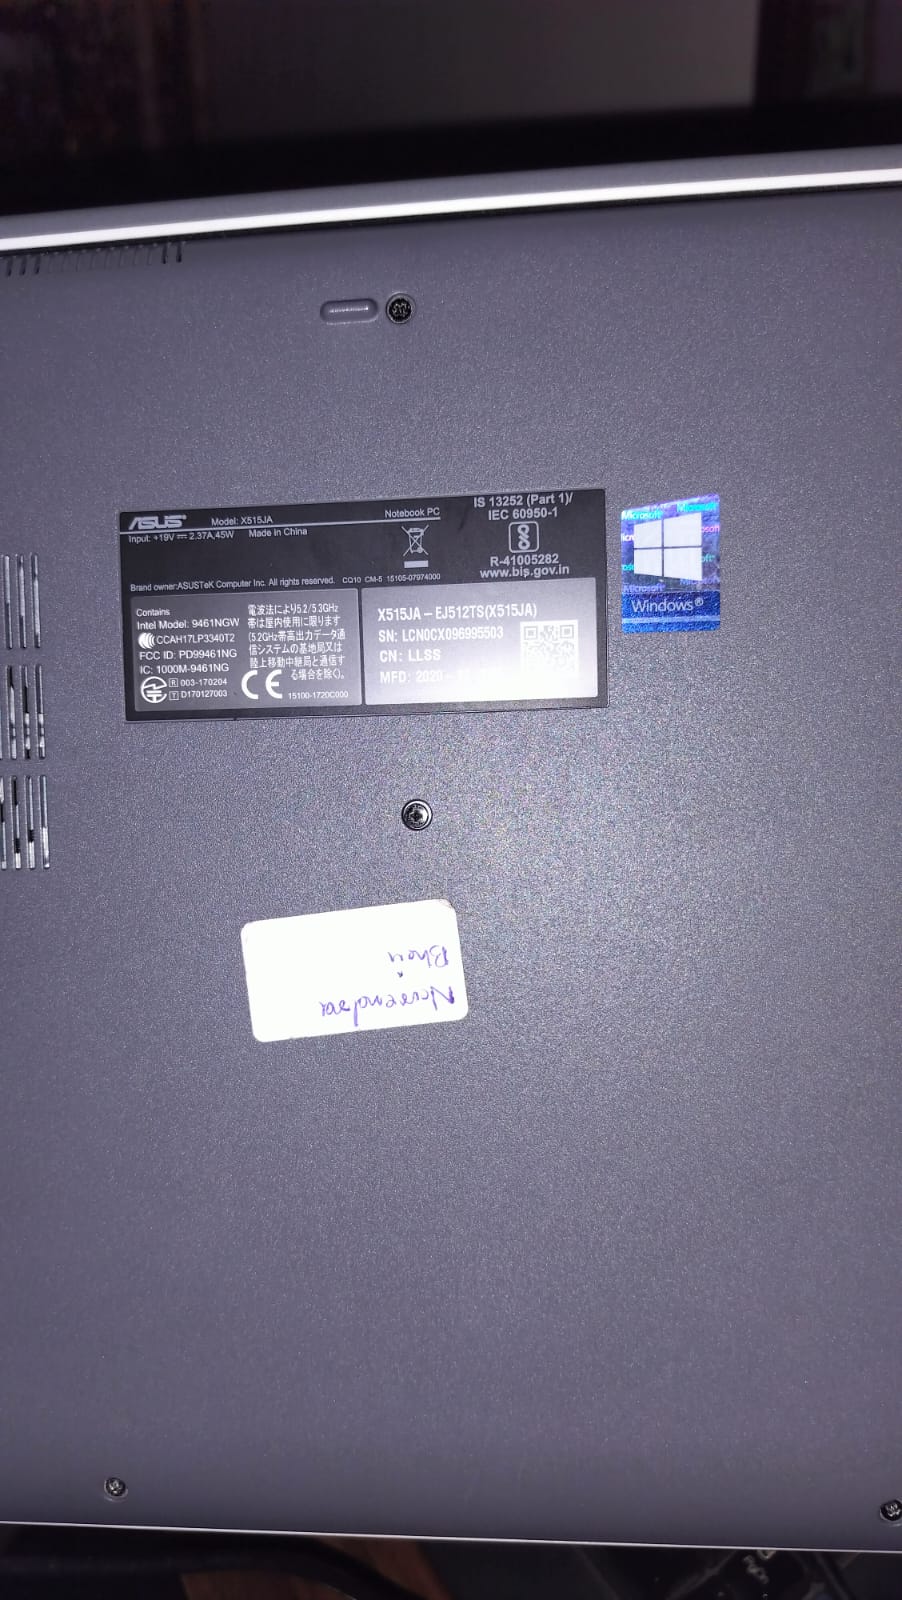 ASUS Model: X515JA Notebook PC
Input: +19V ⎓ 2.37A,45W Made in China
IS 13252 (Part 1)/
IEC 60950-1
R-41005282
www.bis.gov.in
Brand owner:ASUSTeK Computer Inc. All rights reserved. CQ10 CM-5 15105-07974000
Contains
Intel Model: 9461NGW
CCAH17LP3340T2
FCC ID: PD99461NG
IC: 1000M-9461NG
R 003-170204
T D170127003
電波法により5.2/5.3GHz
帯は屋内使用に限ります
(5.2GHz帯高出力データ通
信システムの基地局又は
陸上移動中継局と通信す
る場合を除く)。
CE 15100-1720C000
X515JA – EJ512TS(X515JA)
SN: LCN0CX096995503
CN: LLSS
MFD: 2020 -
Microsoft
Windows®
Bhai